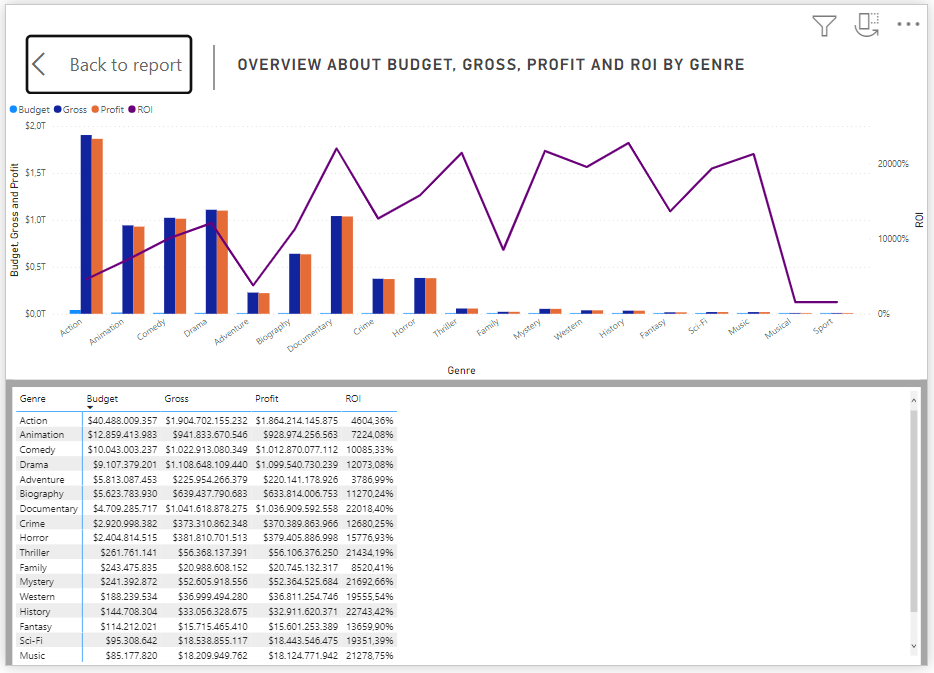 Back to report
OVERVIEW ABOUT BUDGET, GROSS, PROFIT AND ROI BY GENRE
Budget Gross Profit ROI
Budget, Gross and Profit
$2.0T
$1.5T
$1.0T
$0.5T
$0.0T
20000%
10000%
0%
ROI
Action Animation Comedy Drama Adventure Biography Documentary Crime Horror Thriller Family Mystery Western History Fantasy Sci-Fi Music Musical Sport
Genre
Genre Budget Gross Profit ROI
Action $40.488.009.357 $1.904.702.155.232 $1.864.214.145.875 4604,36%
Animation $12.859.413.983 $941.833.670.546 $928.974.256.563 7224,08%
Comedy $10.043.003.237 $1.022.913.080.349 $1.012.870.077.112 10085,33%
Drama $9.107.379.201 $1.108.648.109.440 $1.099.540.730.239 12073,08%
Adventure $5.813.087.453 $225.954.266.379 $220.141.178.926 3786,99%
Biography $5.623.783.930 $639.437.790.683 $633.814.006.753 11270,24%
Documentary $4.709.285.717 $1.041.618.878.275 $1.036.909.592.558 22018,40%
Crime $2.920.998.382 $373.310.862.348 $370.389.863.966 12680,25%
Horror $2.404.814.515 $381.810.701.513 $379.405.886.998 15776,93%
Thriller $261.761.141 $56.368.137.391 $56.106.376.250 21434,19%
Family $243.475.835 $20.988.608.152 $20.745.132.317 8520,41%
Mystery $241.392.872 $52.605.918.556 $52.364.525.684 21692,66%
Western $188.239.534 $36.999.494.280 $36.811.254.746 19555,54%
History $144.708.304 $33.056.328.675 $32.911.620.371 22743,42%
Fantasy $114.212.021 $15.715.465.410 $15.601.253.389 13659,90%
Sci-Fi $95.308.642 $18.538.855.117 $18.443.546.475 19351,39%
Music $85.177.820 $18.209.949.762 $18.124.771.942 21278,75%